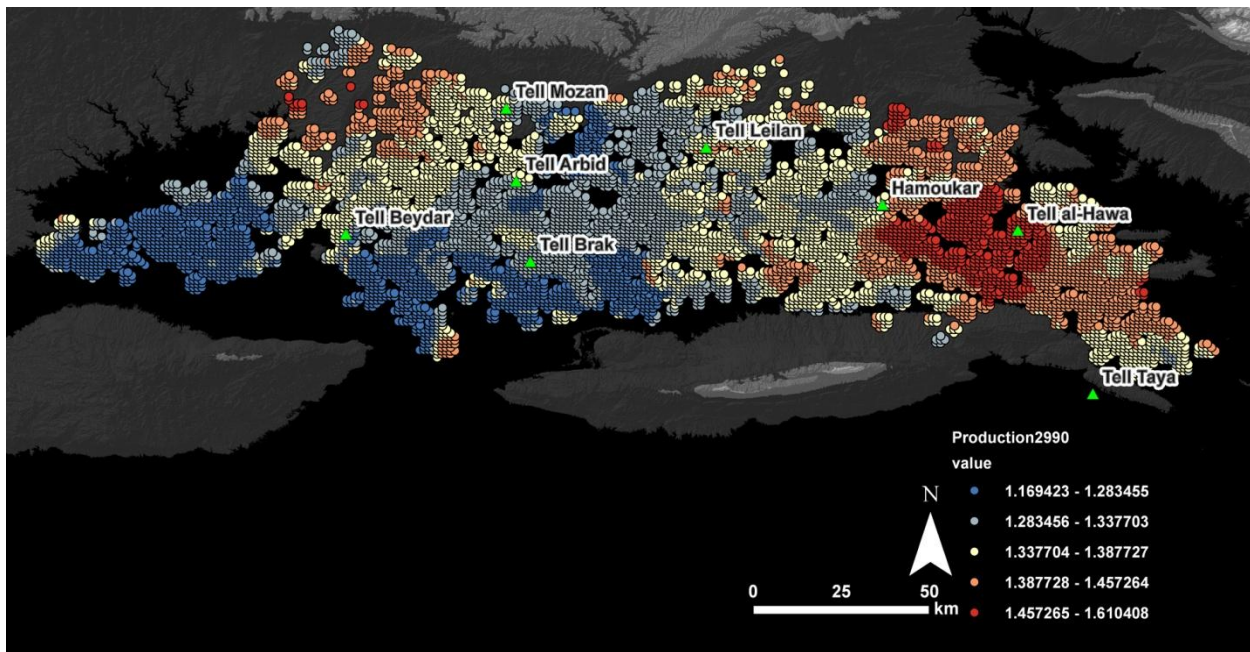 Tell Mozan
Tell Leilan
Tell Arbid
Hamoukar
Tell al-Hawa
Tell Beydar
Tell Brak
Tell Taya
Production2990
value
1.169423 - 1.283455
1.283456 - 1.337703
1.337704 - 1.387727
1.387728 - 1.457264
1.457265 - 1.610408
N
0 25 50
km